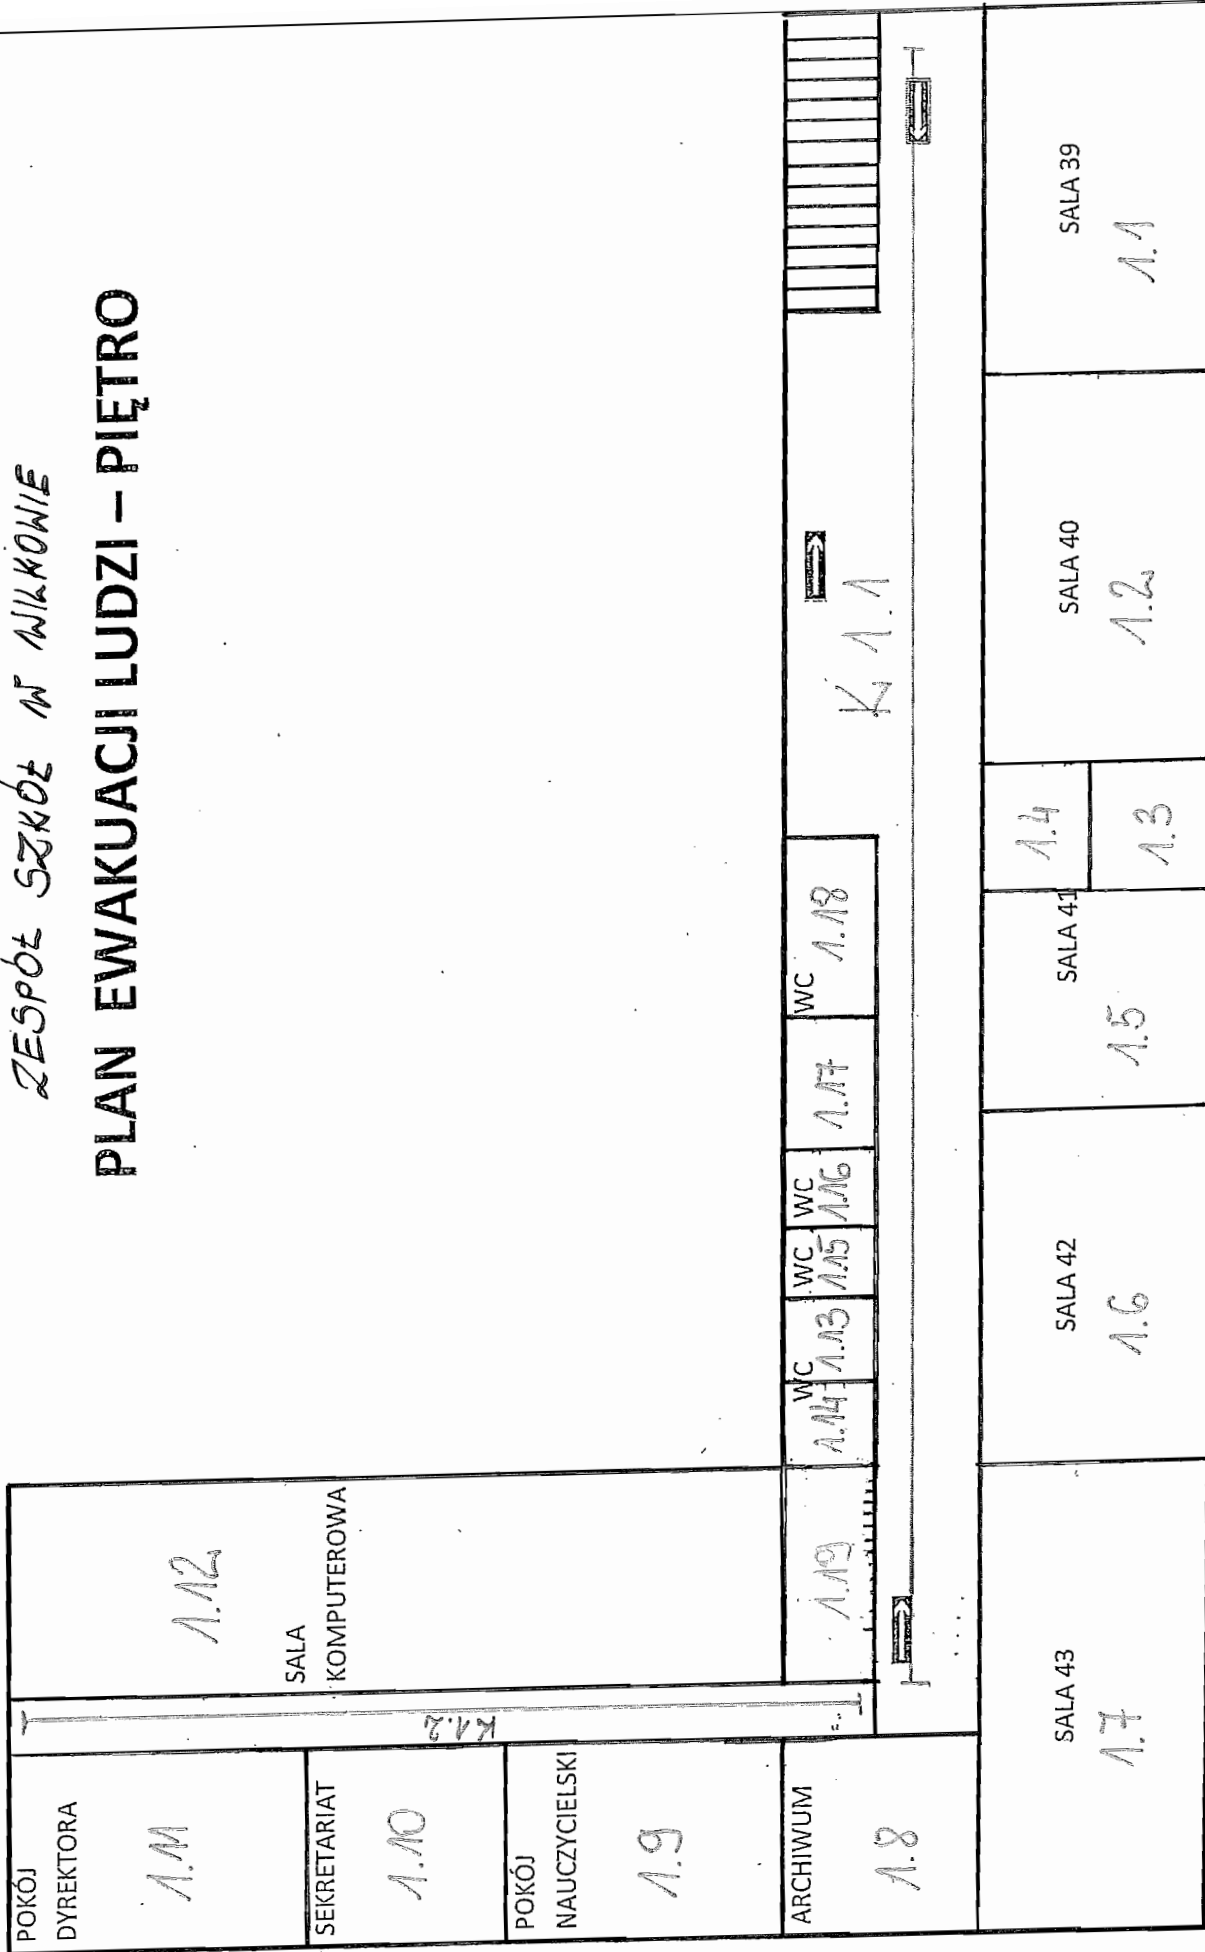 ZESPÓŁ SZKÓŁ W WILKOWIE
PLAN EWAKUACJI LUDZI – PIĘTRO
POKÓJ
DYREKTORA
1.11
SEKRETARIAT
1.10
POKÓJ
NAUCZYCIELSKI
1.9
ARCHIWUM
1.8
K1.2
1.12
SALA
KOMPUTEROWA
1.19
WC
1.14
1.13
WC
1.15
WC
1.16
1.17
WC
1.18
K 1.1
SALA 43
1.7
SALA 42
1.6
SALA 41
1.5
1.4
1.3
SALA 40
1.2
SALA 39
1.1